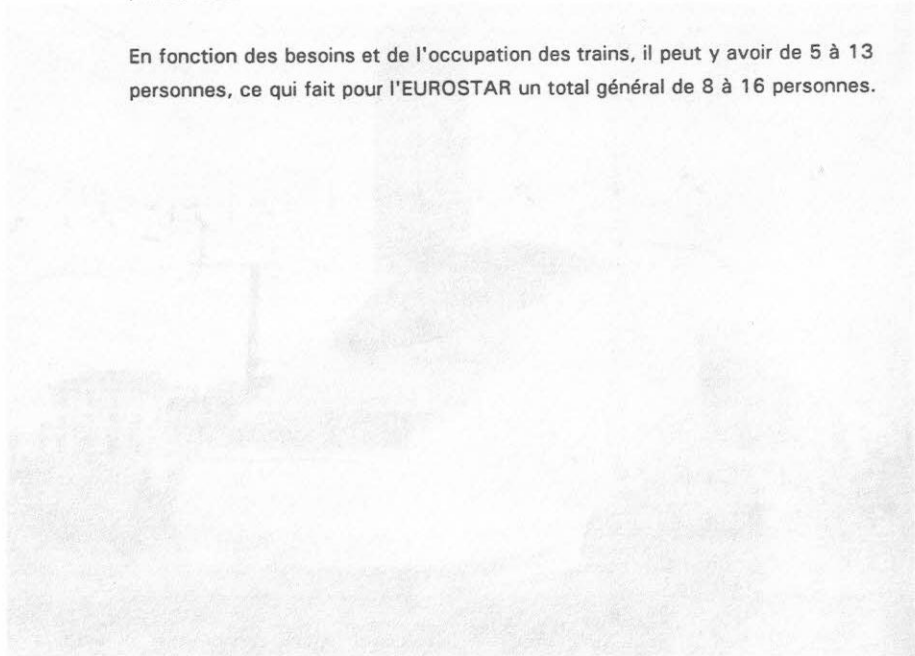 En fonction des besoins et de l'occupation des trains, il peut y avoir de 5 à 13
personnes, ce qui fait pour l'EUROSTAR un total général de 8 à 16 personnes.